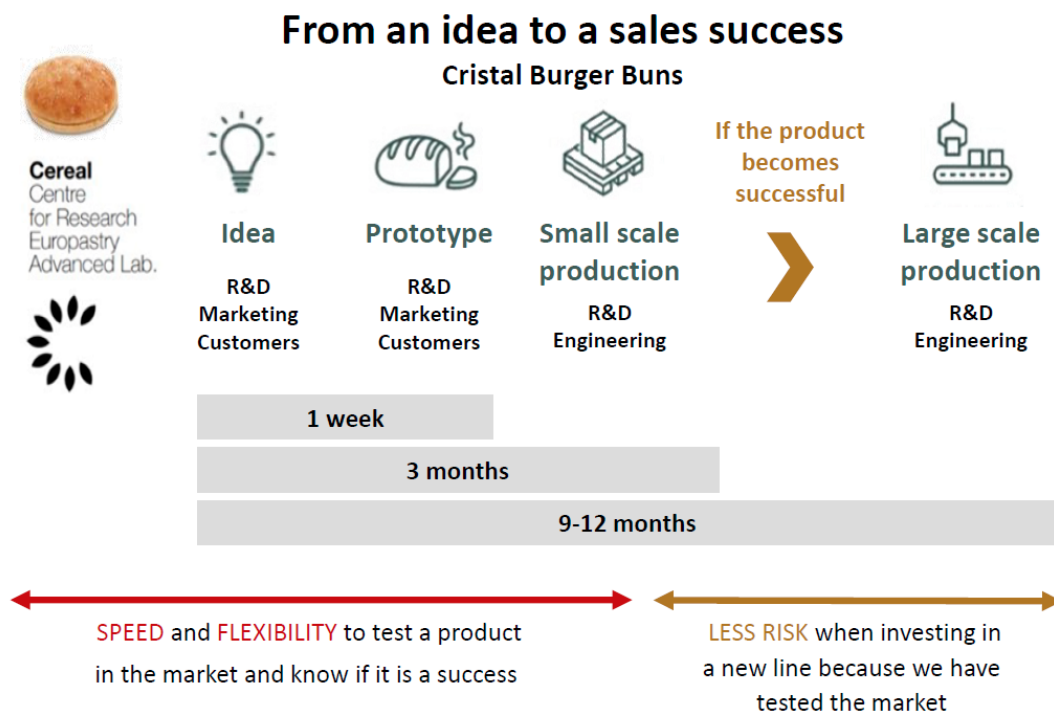 From an idea to a sales success
Cristal Burger Buns
Cereal
Centre
for Research
Europastry
Advanced Lab.
Idea
R&D
Marketing
Customers
Prototype
R&D
Marketing
Customers
Small scale
production
R&D
Engineering
If the product
becomes
successful
Large scale
production
R&D
Engineering
1 week
3 months
9-12 months
SPEED and FLEXIBILITY to test a product
in the market and know if it is a success
LESS RISK when investing in
a new line because we have
tested the market